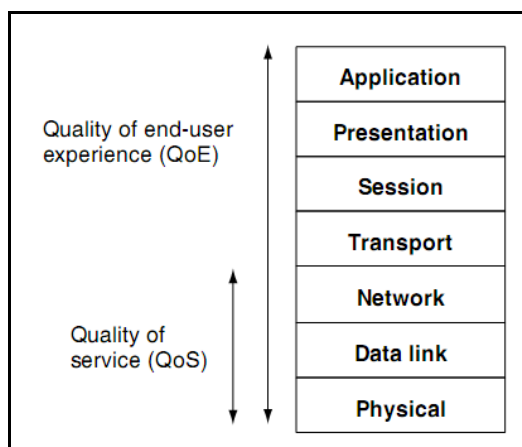 Application
Quality of end-user
experience (QoE)
Presentation
Session
Transport
Network
Quality of
service (QoS)
Data link
Physical